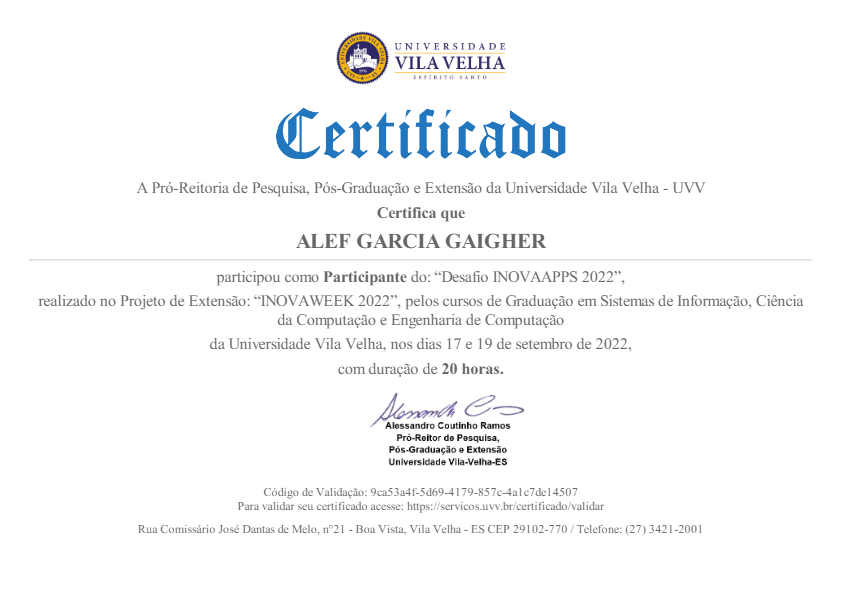 UNIVERSIDADE VILA VELHA
UNIVERSIDADE
VILA VELHA
ESPÍRITO SANTO
Certificado
A Pró-Reitoria de Pesquisa, Pós-Graduação e Extensão da Universidade Vila Velha - UVV
Certifica que
ALEF GARCIA GAIGHER
participou como Participante do: “Desafio INOVAAPPS 2022”,
realizado no Projeto de Extensão: “INOVAWEEK 2022”, pelos cursos de Graduação em Sistemas de Informação, Ciência
da Computação e Engenharia de Computação
da Universidade Vila Velha, nos dias 17 e 19 de setembro de 2022,
com duração de 20 horas.
Alessandro Coutinho Ramos
Pró-Reitor de Pesquisa,
Pós-Graduação e Extensão
Universidade Vila-Velha-ES
Código de Validação: 9ca53a4f-5d69-4179-857c-4a1c7de14507
Para validar seu certificado acesse: https://servicos.uvv.br/certificado/validar
Rua Comissário José Dantas de Melo, n°21 - Boa Vista, Vila Velha - ES CEP 29102-770 / Telefone: (27) 3421-2001